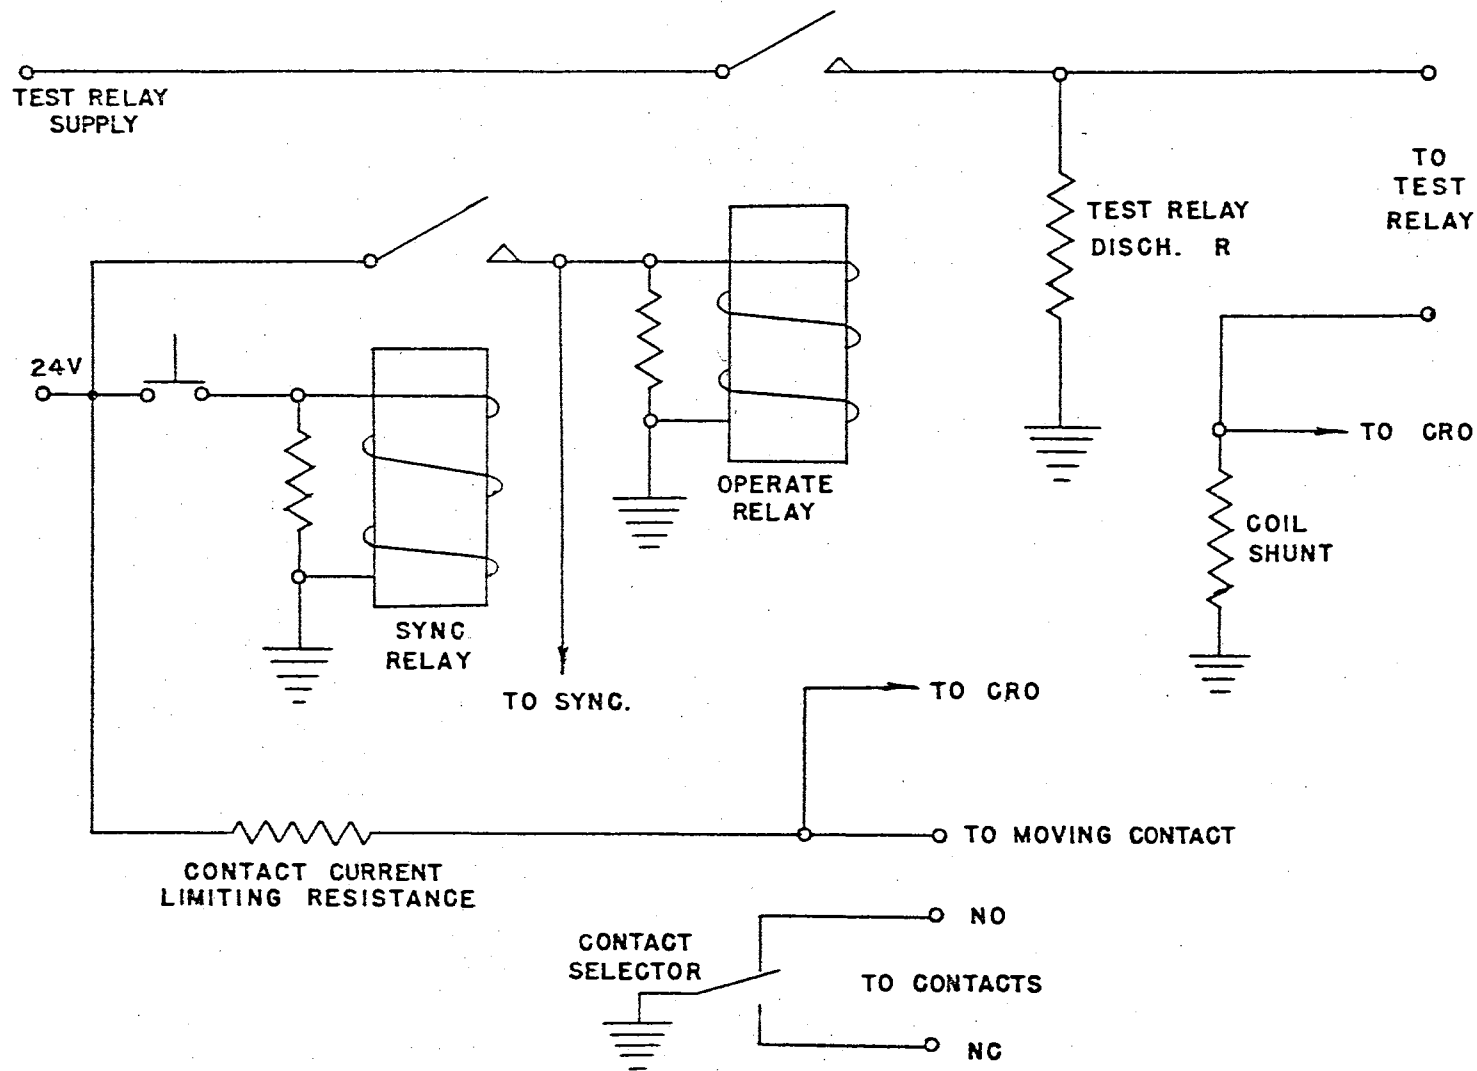 TEST RELAY
SUPPLY
TO
TEST
RELAY
TEST RELAY
DISCH. R
24V
TO CRO
OPERATE
RELAY
COIL
SHUNT
SYNC
RELAY
TO SYNC.
TO CRO
TO MOVING CONTACT
CONTACT CURRENT
LIMITING RESISTANCE
NO
CONTACT
SELECTOR
TO CONTACTS
NC